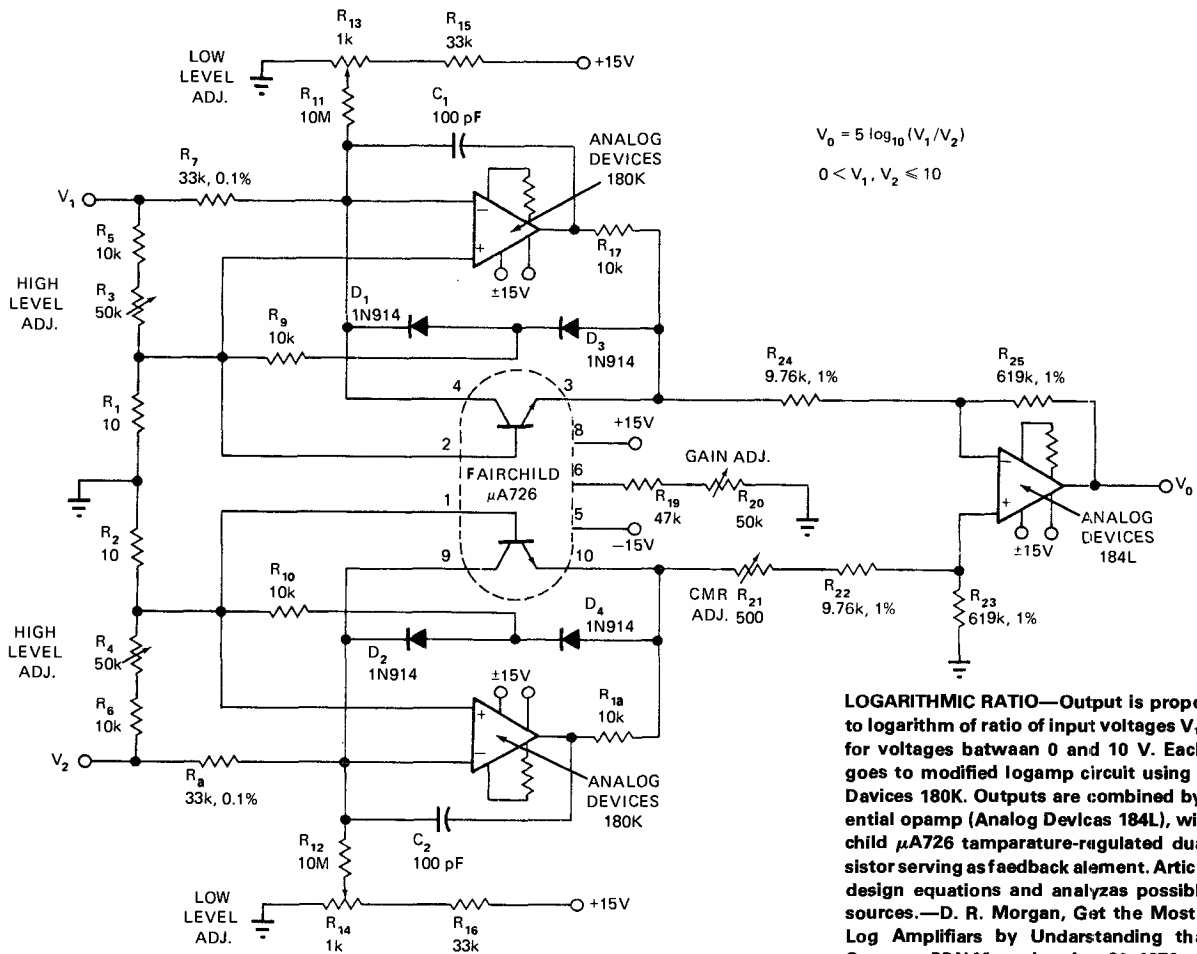 R13
1k
R15
33k
+15V
LOW
LEVEL
ADJ.
R11
10M
C1
100 pF
ANALOG
DEVICES
180K
V0 = 5 log10 (V1/V2)
0 < V1, V2 ⩽ 10
R7
33k, 0.1%
V1
R5
10k
HIGH
LEVEL
ADJ.
R3
50k
−
+
±15V
R17
10k
D1
1N914
R9
10k
D3
1N914
R24
9.76k, 1%
R25
619k, 1%
R1
10
4
3
2
8
+15V
FAIRCHILD
μA726
6
GAIN ADJ.
R19
47k
R20
50k
1
5
−15V
9
10
−
+
±15V
V0
ANALOG
DEVICES
184L
R2
10
R10
10k
D4
1N914
CMR
ADJ.
R21
500
R22
9.76k, 1%
R23
619k, 1%
HIGH
LEVEL
ADJ.
R4
50k
D2
1N914
±15V
R6
10k
+
−
R1a
10k
V2
Ra
33k, 0.1%
ANALOG
DEVICES
180K
R12
10M
C2
100 pF
LOW
LEVEL
ADJ.
R14
1k
R16
33k
+15V
LOGARITHMIC RATIO—Output is prope
to logarithm of ratio of input voltages V1
for voltages batwaan 0 and 10 V. Each
goes to modified logamp circuit using
Davices 180K. Outputs are combined by
ential opamp (Analog Devlcas 184L), wi
child μA726 tamparature-regulated dua
sistor serving as faedback alement. Artic
design equations and analyzas possibl
sources.—D. R. Morgan, Get the Most
Log Amplifiars by Undarstanding tha